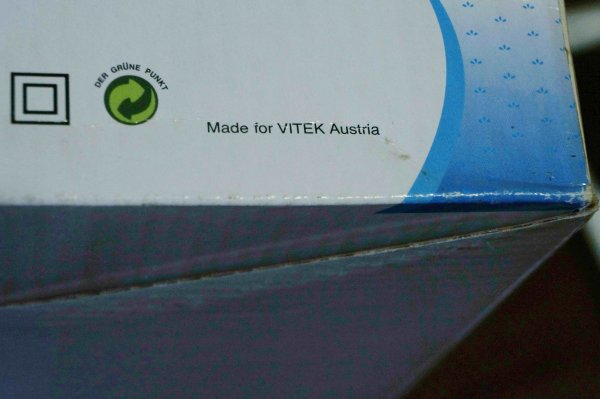 DER GRÜNE PUNKT
Made for VITEK Austria